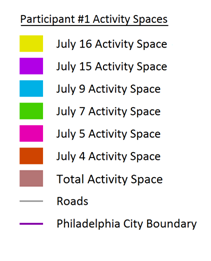 Participant #1 Activity Spaces
July 16 Activity Space
July 15 Activity Space
July 9 Activity Space
July 7 Activity Space
July 5 Activity Space
July 4 Activity Space
Total Activity Space
Roads
Philadelphia City Boundary